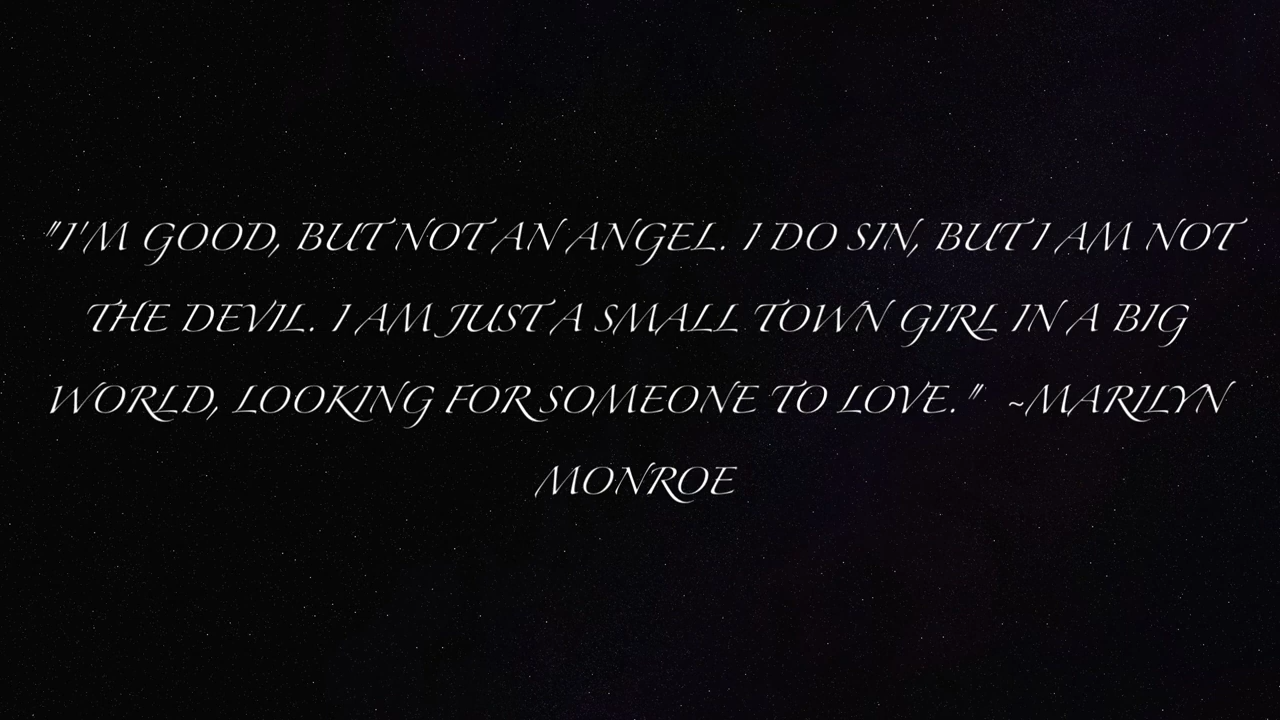 "I'M GOOD, BUT NOT AN ANGEL. I DO SIN, BUT I AM NOT
THE DEVIL. I AM JUST A SMALL TOWN GIRL IN A BIG
WORLD, LOOKING FOR SOMEONE TO LOVE." ~MARILYN
MONROE